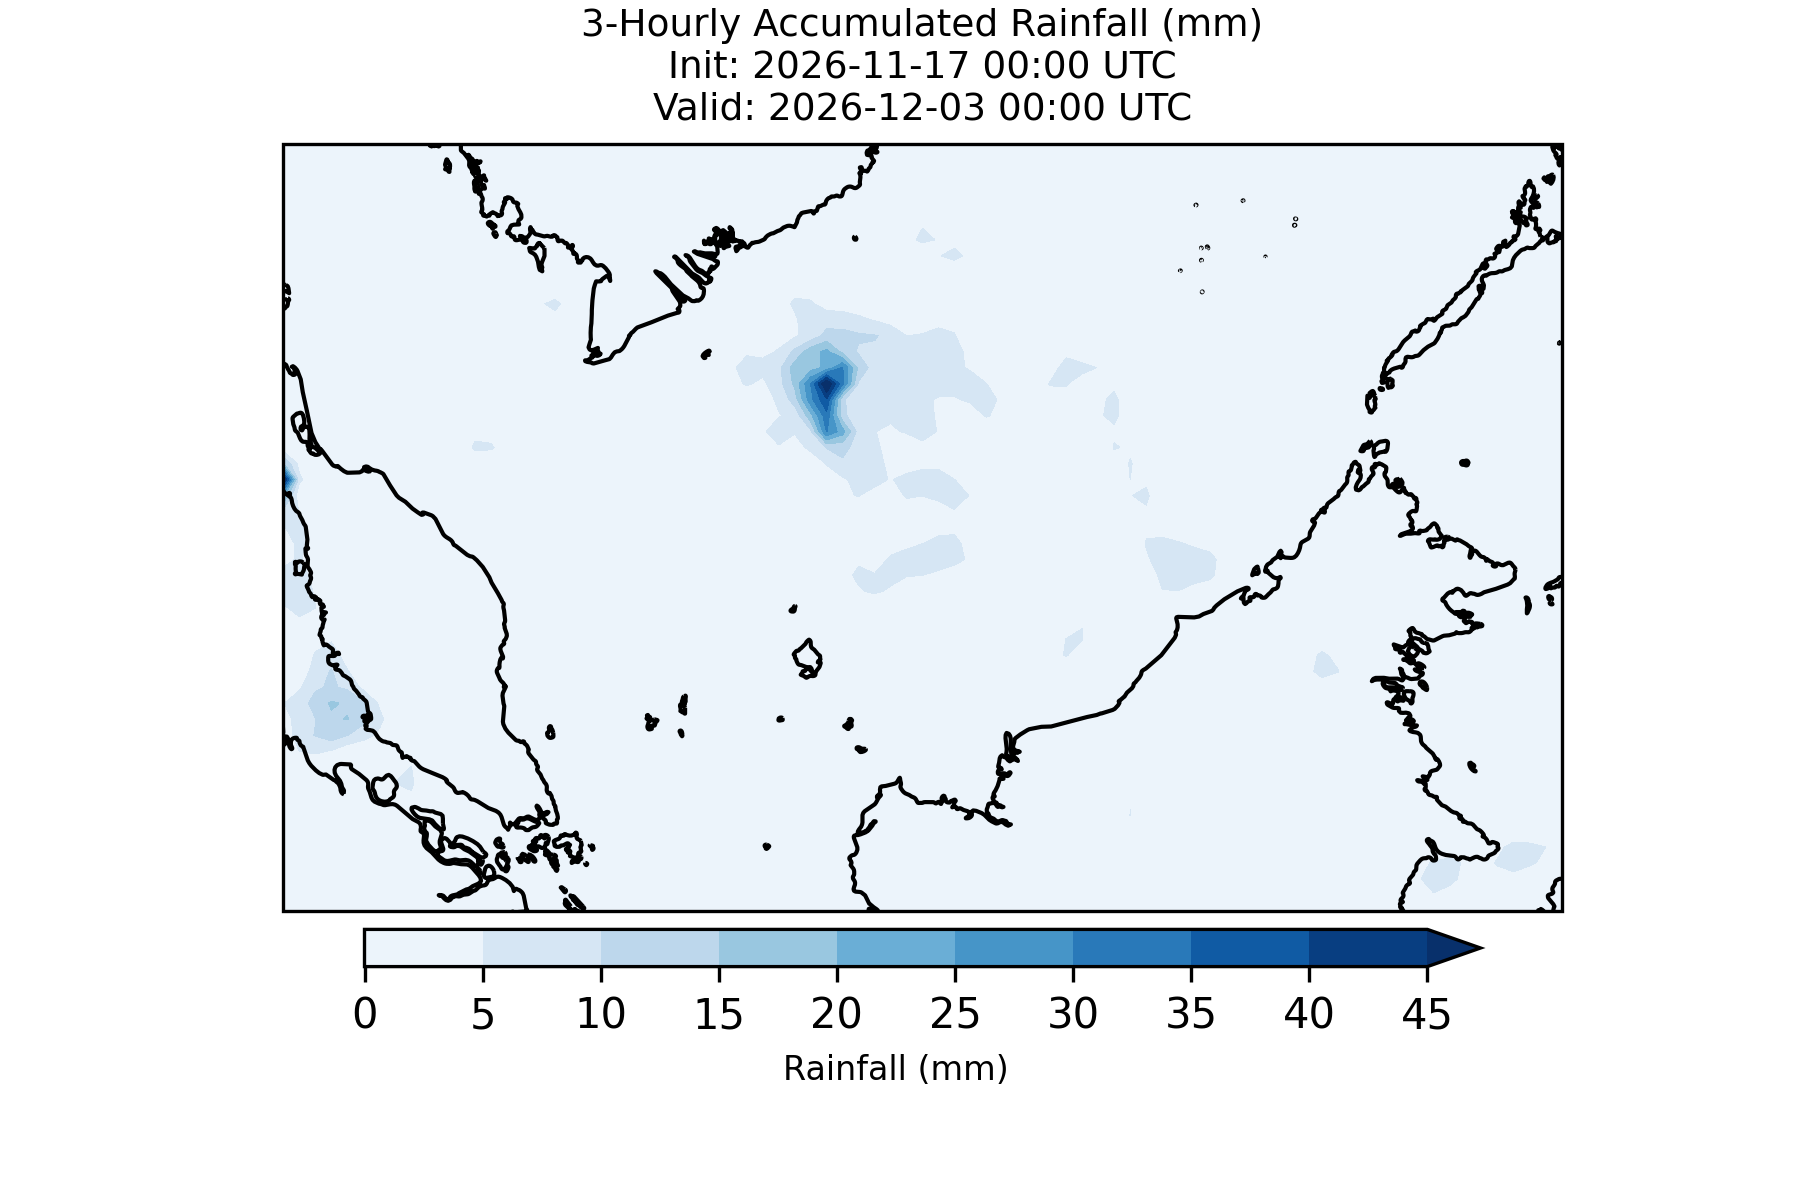 3-Hourly Accumulated Rainfall (mm)
Init: 2026-11-17 00:00 UTC
Valid: 2026-12-03 00:00 UTC
0 5 10 15 20 25 30 35 40 45
Rainfall (mm)